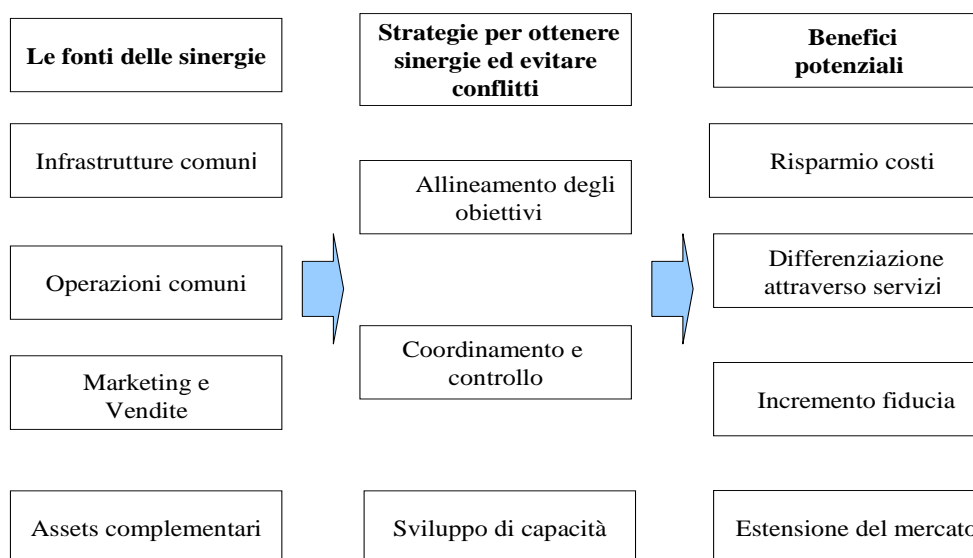 Le fonti delle sinergie
Strategie per ottenere
sinergie ed evitare
conflitti
Benefici
potenziali
Infrastrutture comuni
Allineamento degli
obiettivi
Risparmio costi
Operazioni comuni
Differenziazione
attraverso servizi
Marketing e
Vendite
Coordinamento e
controllo
Incremento fiducia
Assets complementari
Sviluppo di capacità
Estensione del mercato